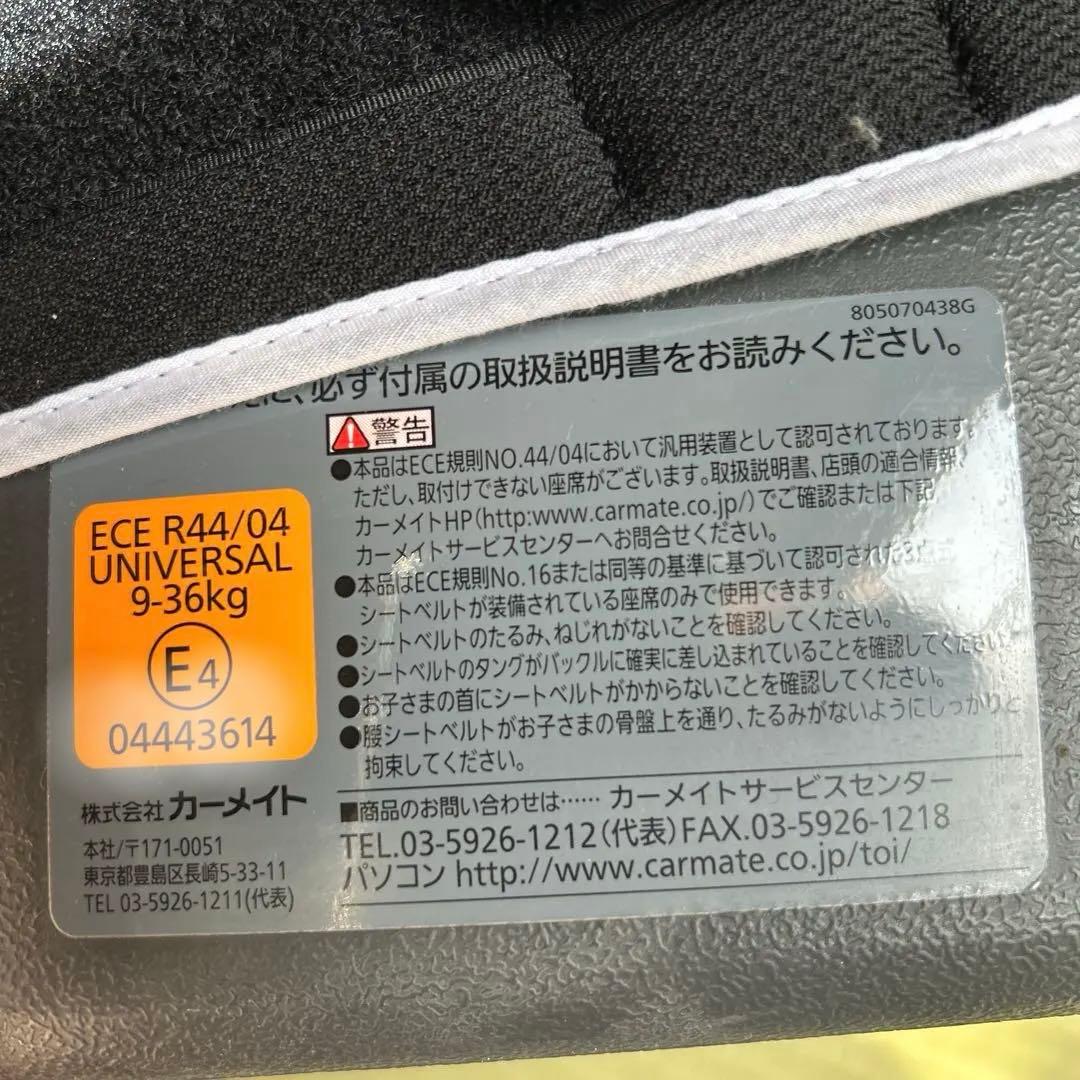 805070438G
に、必ず付属の取扱説明書をお読みください。
警告
●本品はECE規則NO.44/04において汎用装置として認可されております。
ただし、取付けできない座席がございます。取扱説明書、店頭の適合情報、
カーメイトHP(http:www.carmate.co.jp/)でご確認または下記
カーメイトサービスセンターへお問合せください。
●本品はECE規則No.16または同等の基準に基づいて認可された3点式
シートベルトが装備されている座席のみで使用できます。
●シートベルトのたるみ、ねじれがないことを確認してください。
●シートベルトのタングがバックルに確実に差し込まれていることを確認してください。
●お子さまの首にシートベルトがかからないことを確認してください。
●腰シートベルトがお子さまの骨盤上を通り、たるみがないようにしっかりと
拘束してください。
■商品のお問い合わせは…… カーメイトサービスセンター
TEL.03-5926-1212(代表)FAX.03-5926-1218
パソコン http://www.carmate.co.jp/toi/
ECE R44/04
UNIVERSAL
9-36kg
E4
04443614
株式会社 カーメイト
本社/〒171-0051
東京都豊島区長崎5-33-11
TEL 03-5926-1211(代表)